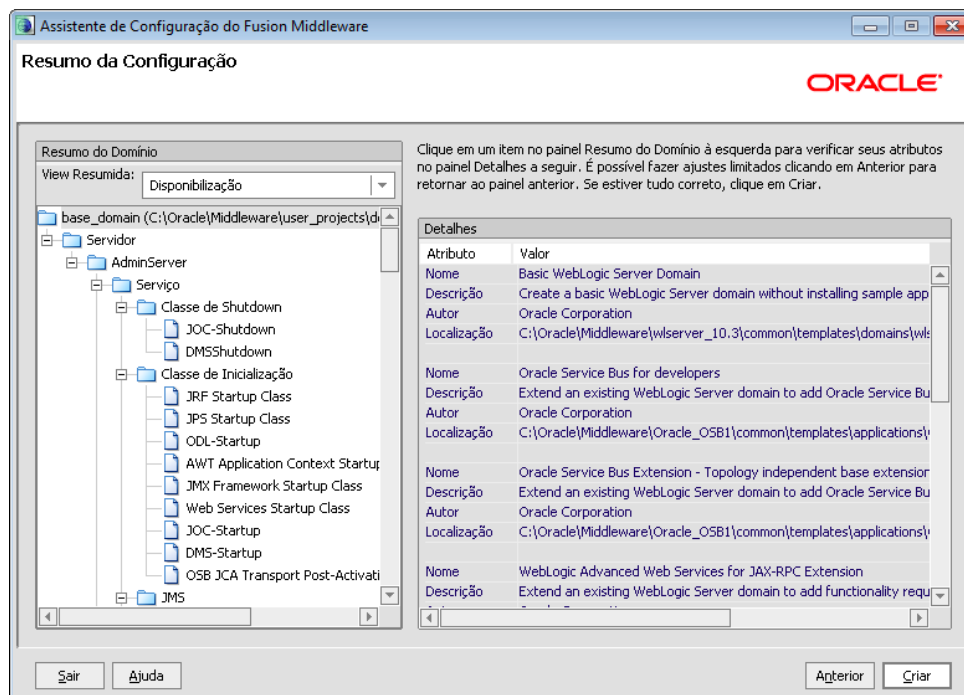 Assistente de Configuração do Fusion Middleware
Resumo da Configuração
ORACLE
Resumo do Domínio
View Resumida:
Disponibilização
base_domain (C:\Oracle\Middleware\user_projects\d
Servidor
AdminServer
Serviço
Classe de Shutdown
JOC-Shutdown
DMSShutdown
Classe de Inicialização
JRF Startup Class
JPS Startup Class
ODL-Startup
AWT Application Context Startup
JMX Framework Startup Class
Web Services Startup Class
JOC-Startup
DMS-Startup
OSB JCA Transport Post-Activati
JMS
Clique em um item no painel Resumo do Domínio à esquerda para verificar seus atributos
no painel Detalhes a seguir. É possível fazer ajustes limitados clicando em Anterior para
retornar ao painel anterior. Se estiver tudo correto, clique em Criar.
Detalhes
Atributo Valor
Nome Basic WebLogic Server Domain
Descrição Create a basic WebLogic Server domain without installing sample app
Autor Oracle Corporation
Localização C:\Oracle\Middleware\wlserver_10.3\common\templates\domains\wls
Nome Oracle Service Bus for developers
Descrição Extend an existing WebLogic Server domain to add Oracle Service Bu
Autor Oracle Corporation
Localização C:\Oracle\Middleware\Oracle_OSB1\common\templates\applications\
Nome Oracle Service Bus Extension - Topology independent base extension
Descrição Extend an existing WebLogic Server domain to add Oracle Service Bu
Autor Oracle Corporation
Localização C:\Oracle\Middleware\Oracle_OSB1\common\templates\applications\
Nome WebLogic Advanced Web Services for JAX-RPC Extension
Descrição Extend an existing WebLogic Server domain to add functionality requ
Sair
Ajuda
Anterior
Criar